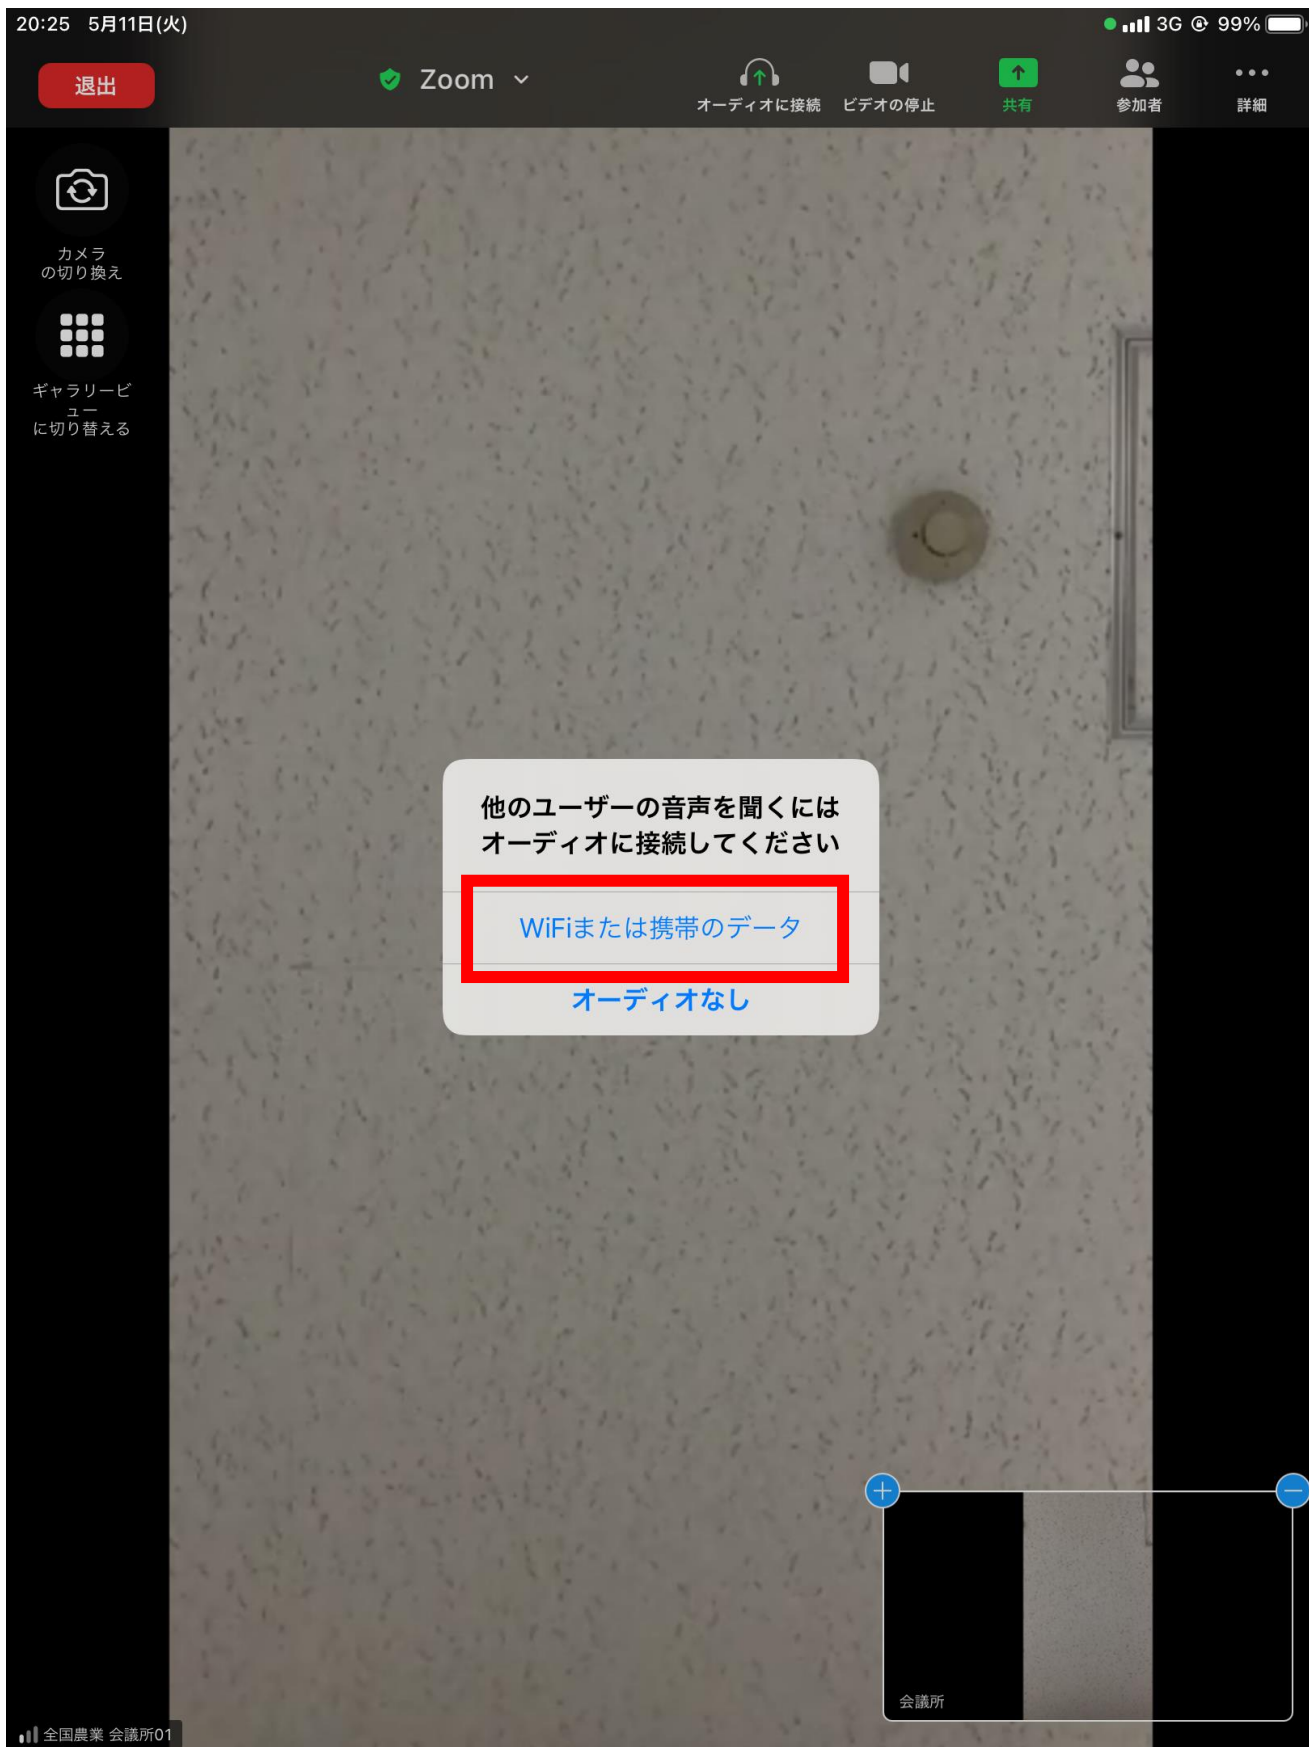 20:25 5月11日(火)
3G 99%
退出
Zoom
オーディオに接続
ビデオの停止
共有
参加者
詳細
カメラ
の切り換え
ギャラリービ
ュー
に切り替える
他のユーザーの音声を聞くには
オーディオに接続してください
WiFiまたは携帯のデータ
オーディオなし
会議所
全国農業 会議所01